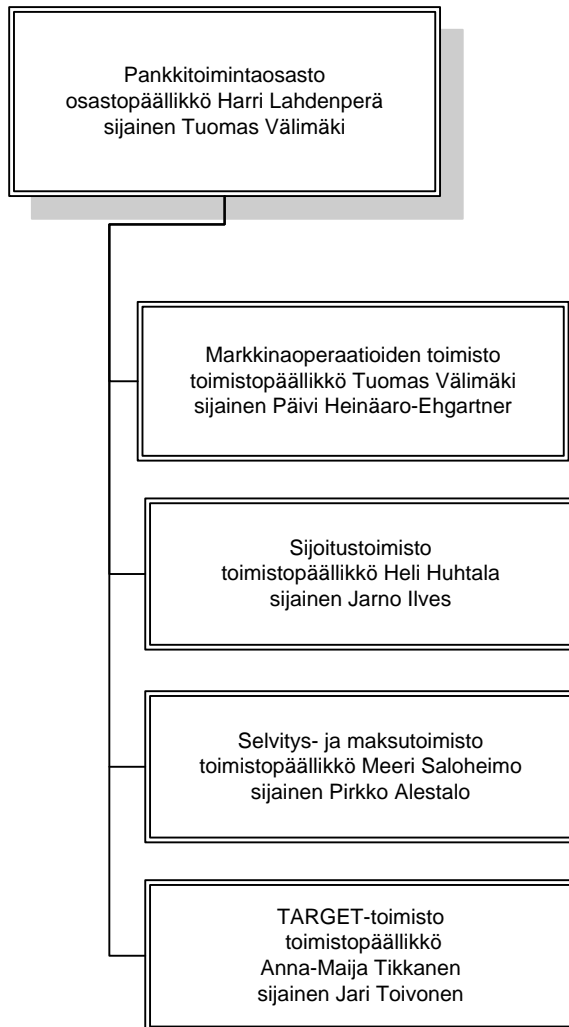 Pankkitoimintaosasto
osastopäällikkö Harri Lahdenperä
sijainen Tuomas Välimäki
Markkinaoperaatioiden toimisto
toimistopäällikkö Tuomas Välimäki
sijainen Päivi Heinäaro-Ehgartner
Sijoitustoimisto
toimistopäällikkö Heli Huhtala
sijainen Jarno Ilves
Selvitys- ja maksutoimisto
toimistopäällikkö Meeri Saloheimo
sijainen Pirkko Alestalo
TARGET-toimisto
toimistopäällikkö
Anna-Maija Tikkanen
sijainen Jari Toivonen